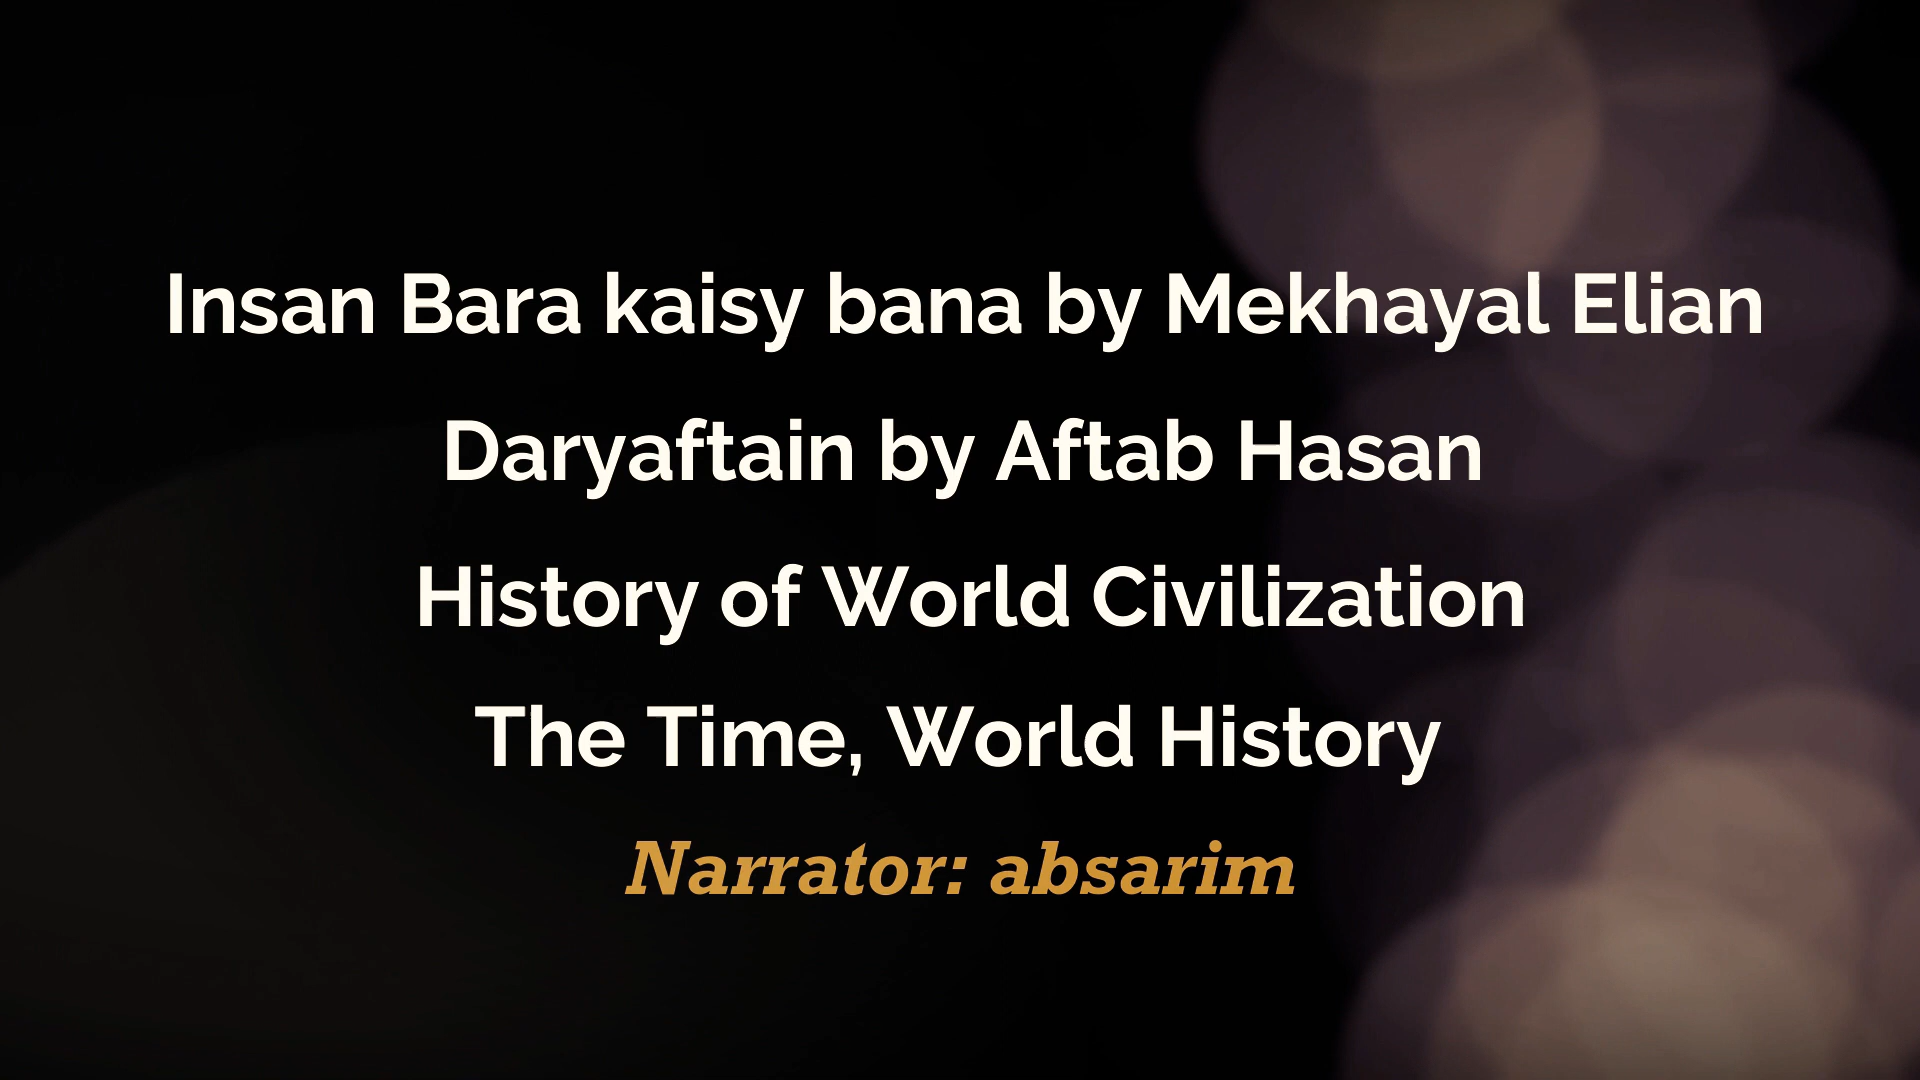 Insan Bara kaisy bana by Mekhayal Elian
Daryaftain by Aftab Hasan
History of World Civilization
The Time, World History
Narrator: absarim